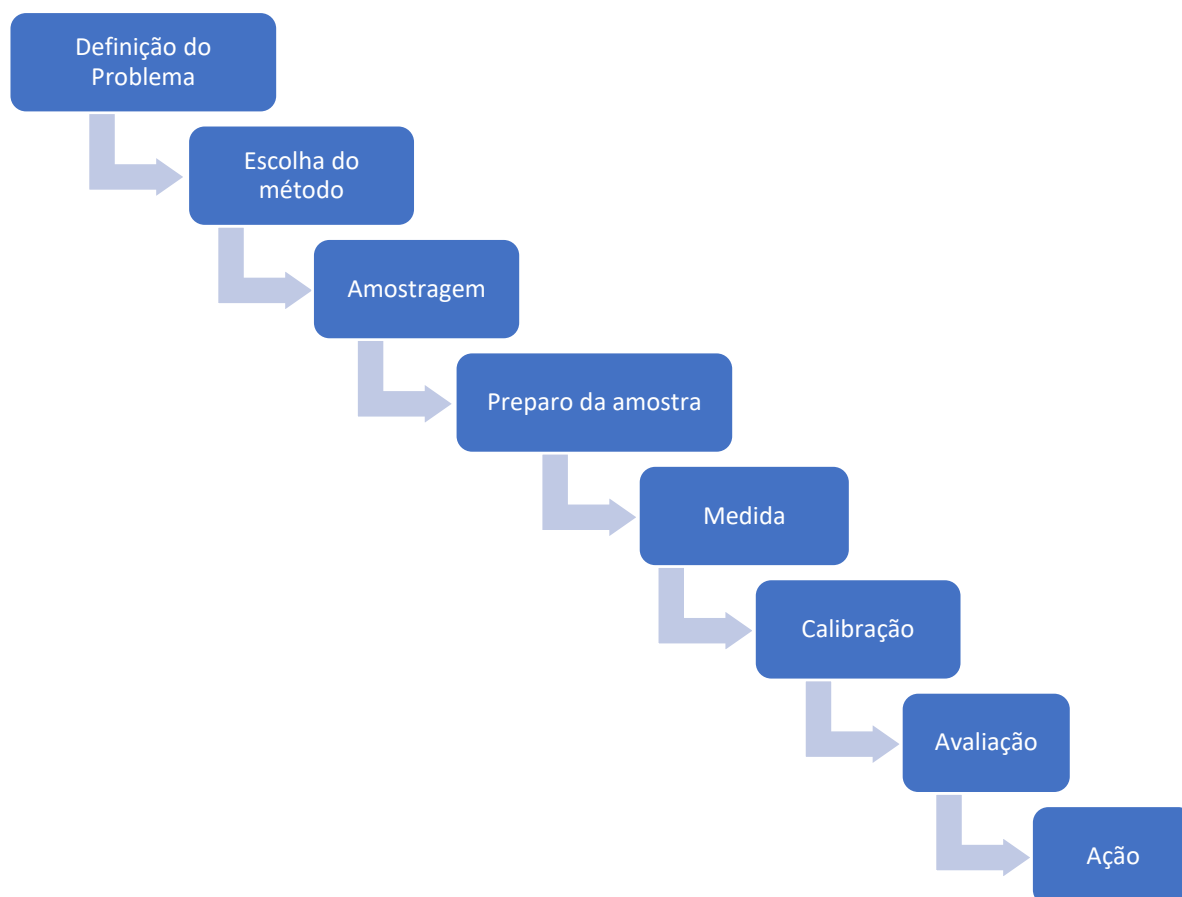 Definição do
Problema
Escolha do
método
Amostragem
Preparo da amostra
Medida
Calibração
Avaliação
Ação